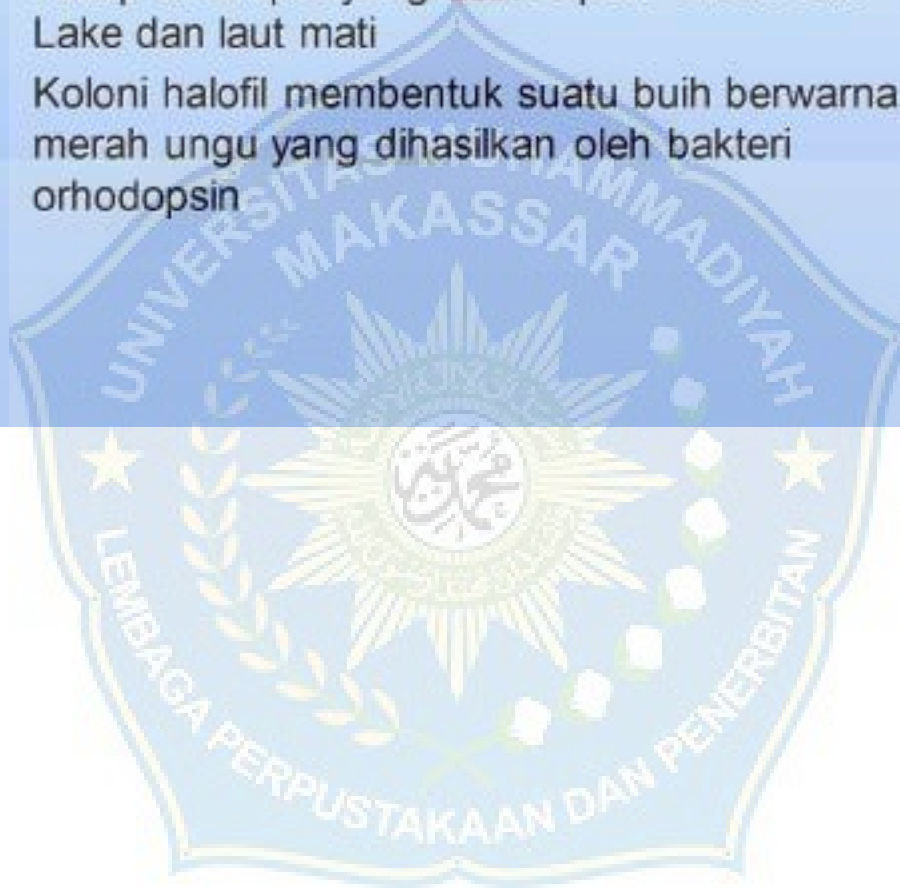 Lake dan laut mati
Koloni halofil membentuk suatu buih berwarna
merah ungu yang dihasilkan oleh bakteri
orhodopsin
UNIVERSITAS MUHAMMADIYAH
MAKASSAR
LEMBAGA PERPUSTAKAAN DAN PENERBITAN